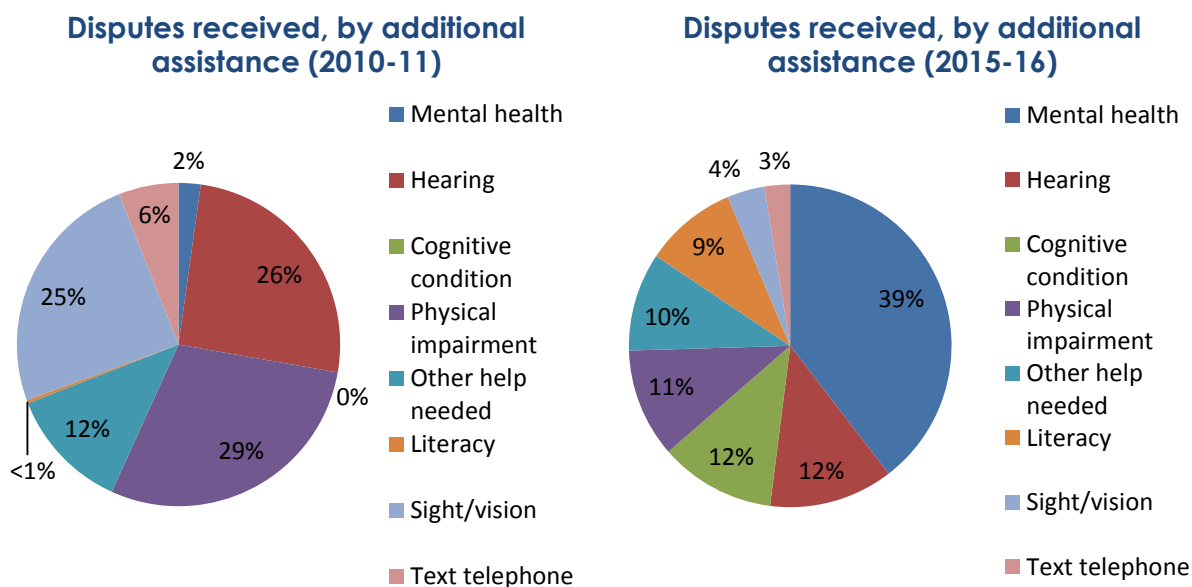 Disputes received, by additional
assistance (2010-11)
2%
26%
0%
29%
12%
<1%
25%
6%
Mental health
Hearing
Cognitive
condition
Physical
impairment
Other help
needed
Literacy
Sight/vision
Text telephone
Disputes received, by additional
assistance (2015-16)
39%
12%
12%
11%
10%
9%
4%
3%
Mental health
Hearing
Cognitive
condition
Physical
impairment
Other help
needed
Literacy
Sight/vision
Text telephone